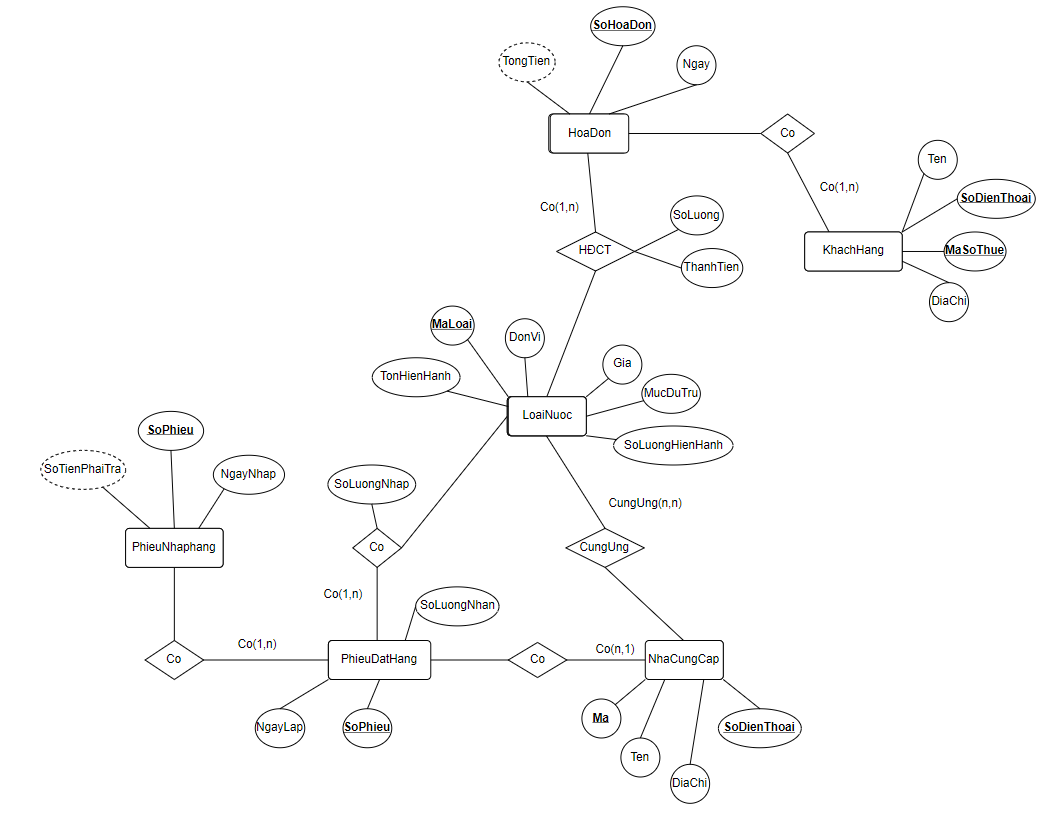 SoHoaDon
TongTien
Ngay
HoaDon
Co
Ten
Co(1,n)
SoDienThoai
Co(1,n)
SoLuong
HĐCT
KhachHang
MaSoThue
ThanhTien
DiaChi
MaLoai
DonVi
Gia
TonHienHanh
MucDuTru
LoaiNuoc
SoPhieu
SoLuongHienHanh
SoTienPhaiTra
NgayNhap
SoLuongNhap
CungUng(n,n)
PhieuNhaphang
Co
CungUng
Co(1,n)
SoLuongNhan
Co(1,n)
Co(n,1)
Co
PhieuDatHang
Co
NhaCungCap
NgayLap
SoPhieu
Ma
SoDienThoai
Ten
DiaChi